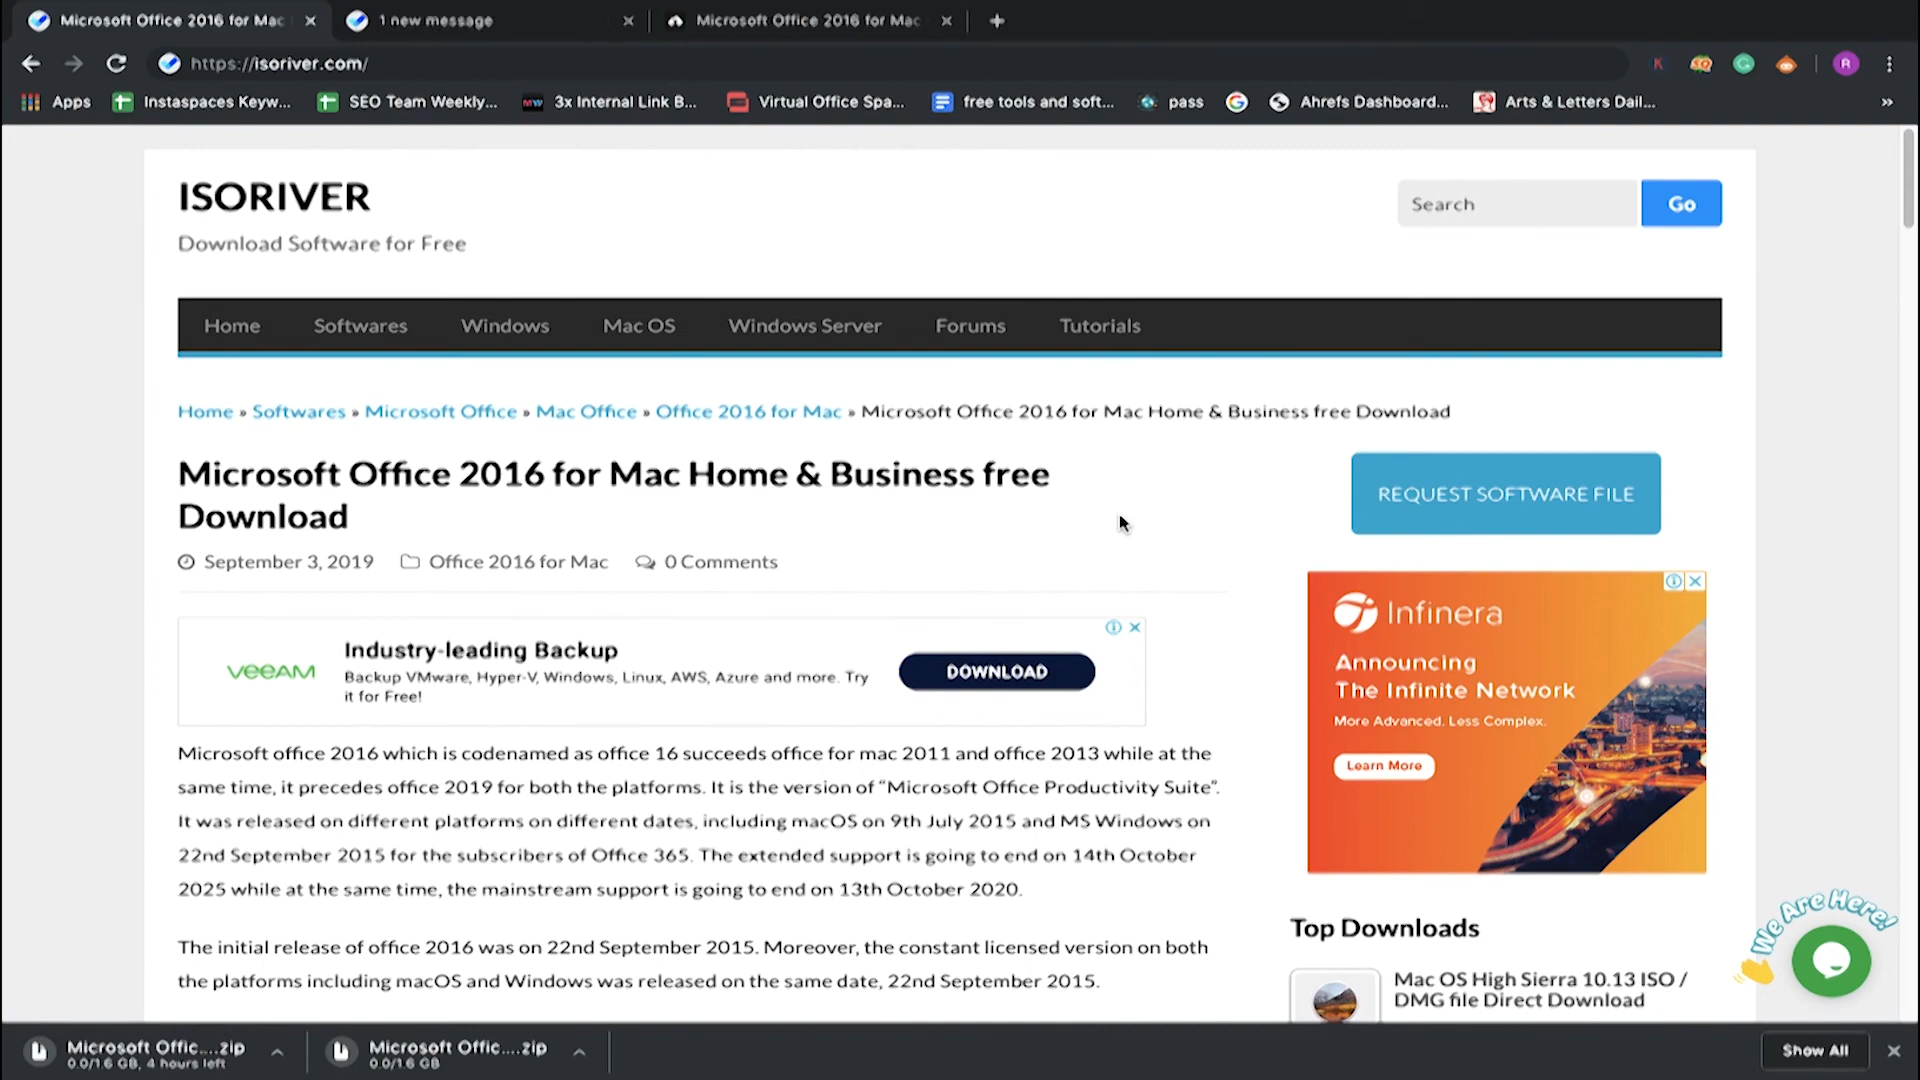 Microsoft Office 2016 for Mac
1 new message
Microsoft Office 2016 for Mac
https://isoriver.com/
R
Apps
Instaspaces Keyw...
SEO Team Weekly...
3x Internal Link B...
Virtual Office Spa...
free tools and soft...
pass
Ahrefs Dashboard...
Arts & Letters Dail...
ISORIVER
Download Software for Free
Search
Go
Home
Softwares
Windows
Mac OS
Windows Server
Forums
Tutorials
Home » Softwares » Microsoft Office » Mac Office » Office 2016 for Mac » Microsoft Office 2016 for Mac Home & Business free Download
Microsoft Office 2016 for Mac Home & Business free
Download
September 3, 2019
Office 2016 for Mac
0 Comments
VEEAM
Industry-leading Backup
Backup VMware, Hyper-V, Windows, Linux, AWS, Azure and more. Try
it for Free!
DOWNLOAD
Microsoft office 2016 which is codenamed as office 16 succeeds office for mac 2011 and office 2013 while at the
same time, it precedes office 2019 for both the platforms. It is the version of “Microsoft Office Productivity Suite”.
It was released on different platforms on different dates, including macOS on 9th July 2015 and MS Windows on
22nd September 2015 for the subscribers of Office 365. The extended support is going to end on 14th October
2025 while at the same time, the mainstream support is going to end on 13th October 2020.
The initial release of office 2016 was on 22nd September 2015. Moreover, the constant licensed version on both
the platforms including macOS and Windows was released on the same date, 22nd September 2015.
REQUEST SOFTWARE FILE
Infinera
Announcing
The Infinite Network
More Advanced. Less Complex.
Learn More
Top Downloads
Mac OS High Sierra 10.13 ISO /
DMG file Direct Download
We Are Here!
Microsoft Offic....zip
0.0/1.6 GB, 4 hours left
Microsoft Offic....zip
0.0/1.6 GB
Show All